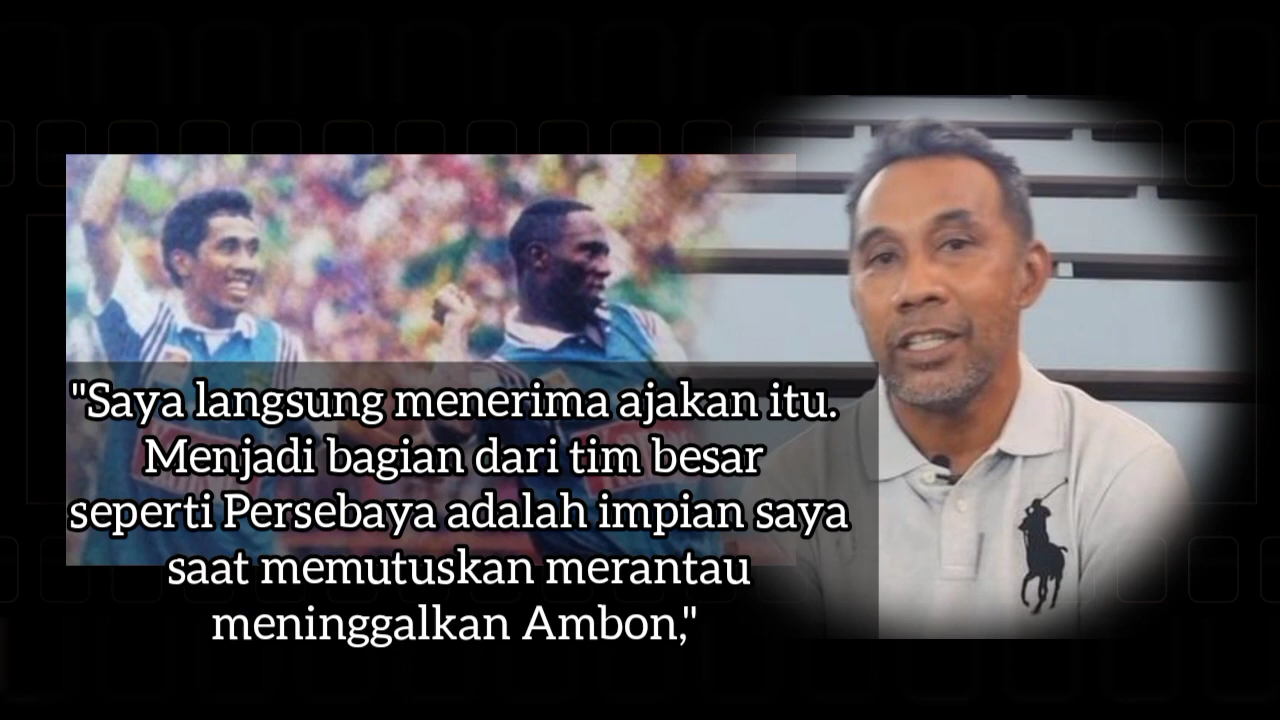 "Saya langsung menerima ajakan itu.
Menjadi bagian dari tim besar
seperti Persebaya adalah impian saya
saat memutuskan merantau
meninggalkan Ambon,"